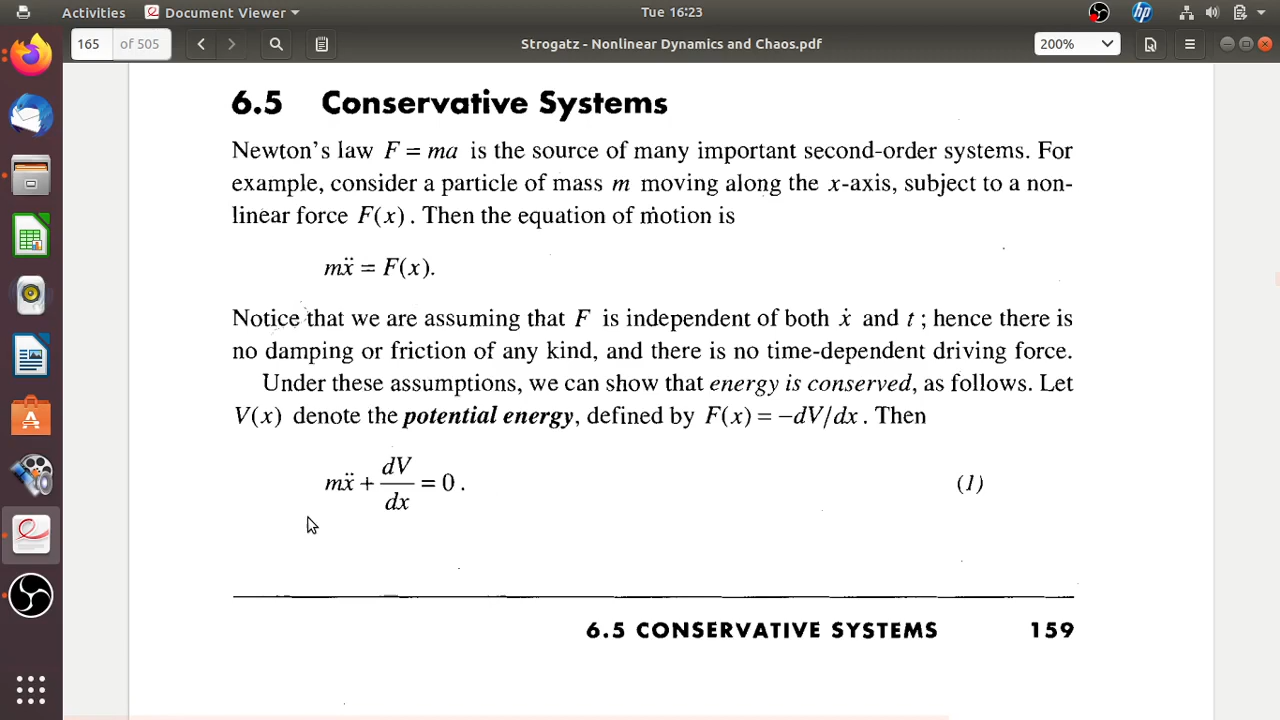 Activities Document Viewer Tue 16:23
165 of 505 Strogatz - Nonlinear Dynamics and Chaos.pdf 200%
6.5 Conservative Systems
Newton's law F = ma is the source of many important second-order systems. For
example, consider a particle of mass m moving along the x-axis, subject to a non-
linear force F(x). Then the equation of motion is
mẍ = F(x).
Notice that we are assuming that F is independent of both ẋ and t; hence there is
no damping or friction of any kind, and there is no time-dependent driving force.
Under these assumptions, we can show that energy is conserved, as follows. Let
V(x) denote the potential energy, defined by F(x) = −dV/dx. Then
mẍ + dV/dx = 0. (1)
6.5 CONSERVATIVE SYSTEMS 159